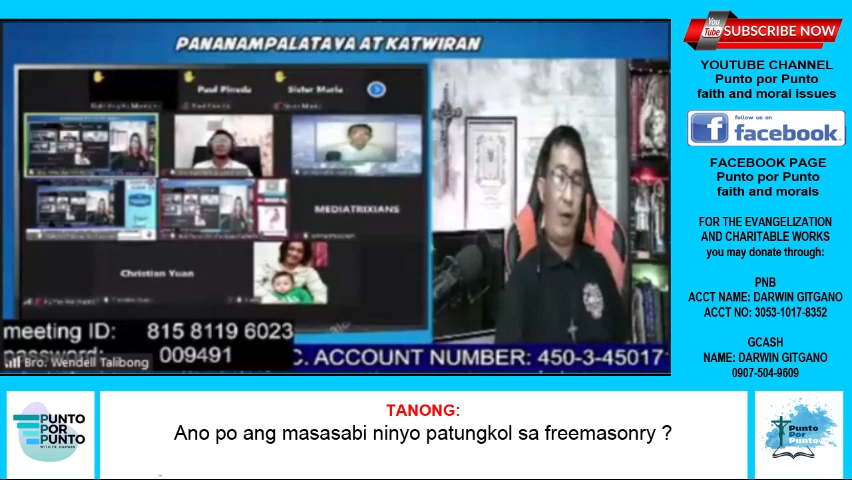 PANANAMPALATAYA AT KATWIRAN
Paul Pineda
Sister Maria
MEDIATRIXIANS
Christian Yuan
meeting ID: 815 8119 6023
password: 009491
Bro. Wendell Talibong
C. ACCOUNT NUMBER: 450-3-45017
You Tube SUBSCRIBE NOW
YOUTUBE CHANNEL
Punto por Punto
faith and moral issues
follow us on
facebook.
FACEBOOK PAGE
Punto por Punto
faith and morals
FOR THE EVANGELIZATION
AND CHARITABLE WORKS
you may donate through:
PNB
ACCT NAME: DARWIN GITGANO
ACCT NO: 3053-1017-8352
GCASH
NAME: DARWIN GITGANO
0907-504-9609
PUNTO
POR
PUNTO
TANONG:
Ano po ang masasabi ninyo patungkol sa freemasonry ?
Punto
Por
Punto